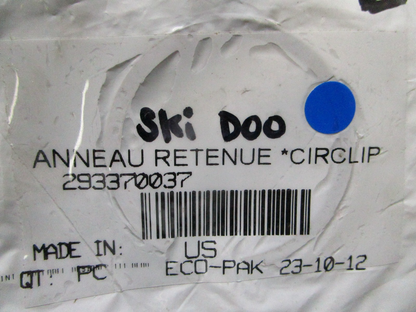 Ski Doo
ANNEAU RETENUE *CIRCLIP
293370037
MADE IN: US
QT: PC ECO-PAK 23-10-12